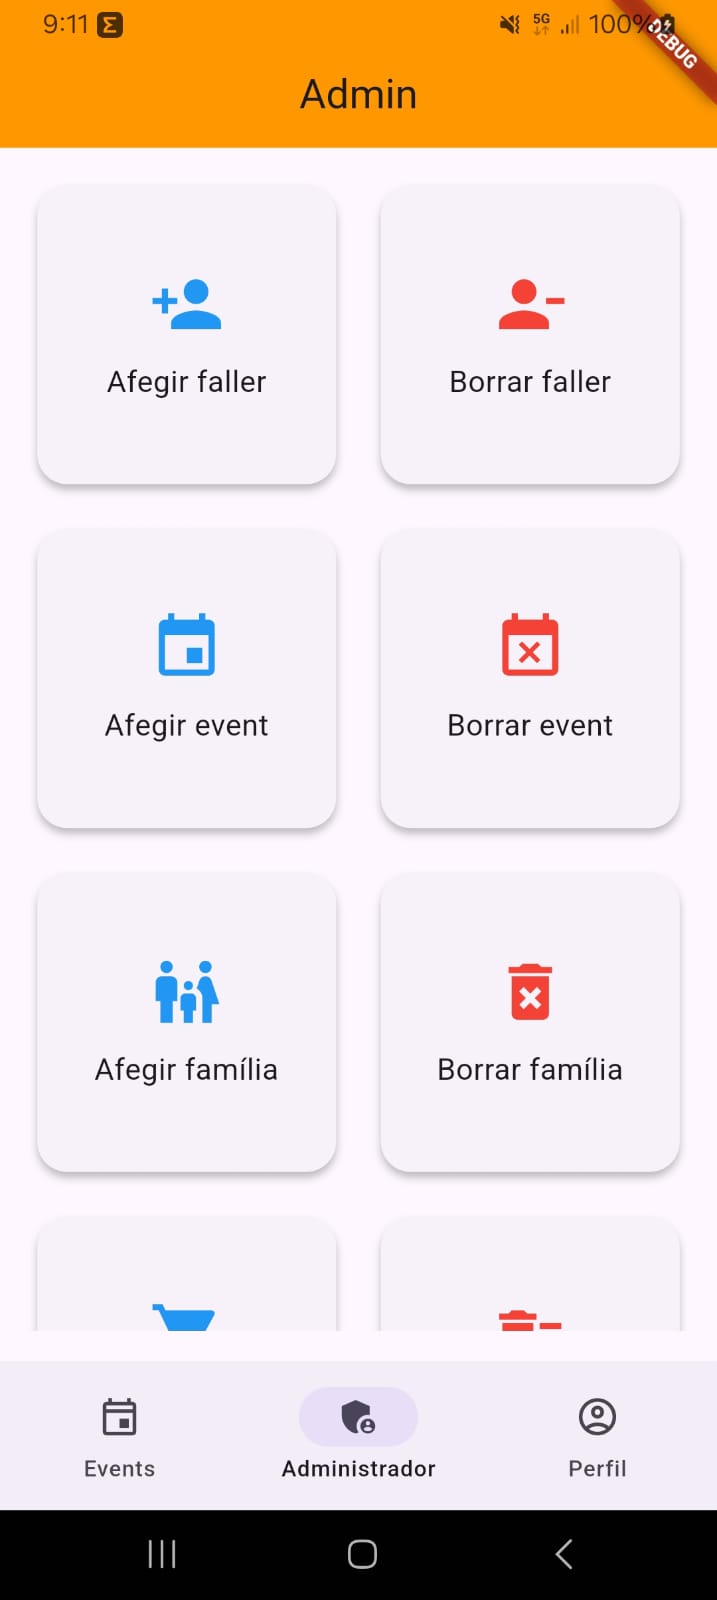 9:11 Σ 5G 100%
DEBUG
Admin
Afegir faller
Borrar faller
Afegir event
Borrar event
Afegir família
Borrar família
Events
Administrador
Perfil